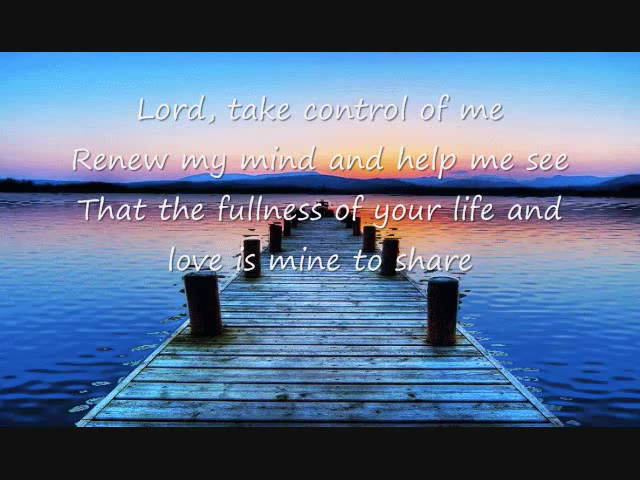 Lord, take control of me
Renew my mind and help me see
That the fullness of your life and
love is mine to share